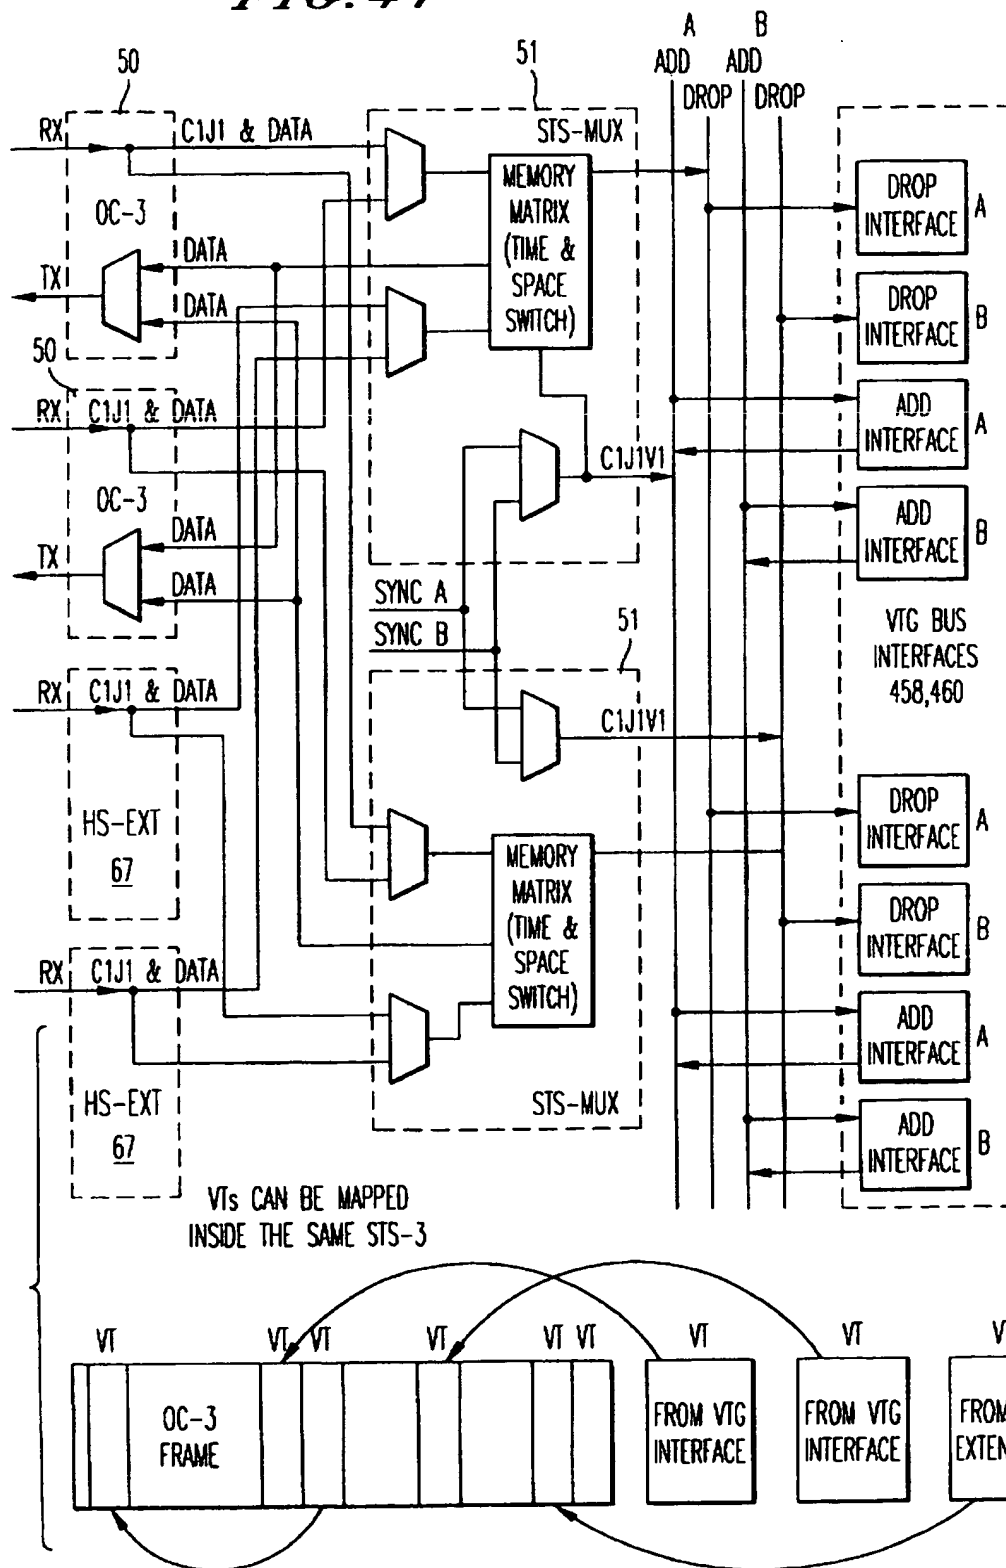 FIG. 47
50
51
A
B
ADD
ADD
DROP
DROP
RX
C1J1 & DATA
STS-MUX
OC-3
MEMORY
MATRIX
(TIME &
SPACE
SWITCH)
DATA
TX
DATA
DROP
INTERFACE
A
DROP
INTERFACE
B
50
RX
C1J1 & DATA
ADD
INTERFACE
A
C1J1V1
OC-3
ADD
INTERFACE
B
DATA
TX
DATA
SYNC A
SYNC B
51
VTG BUS
INTERFACES
458,460
RX
C1J1 & DATA
C1J1V1
HS-EXT
67
MEMORY
MATRIX
(TIME &
SPACE
SWITCH)
DROP
INTERFACE
A
DROP
INTERFACE
B
RX
C1J1 & DATA
ADD
INTERFACE
A
HS-EXT
67
STS-MUX
ADD
INTERFACE
B
VTs CAN BE MAPPED
INSIDE THE SAME STS-3
VT
VT
VT
VT
VT
VT
VT
VT
OC-3
FRAME
FROM VTG
INTERFACE
FROM VTG
INTERFACE
FROM